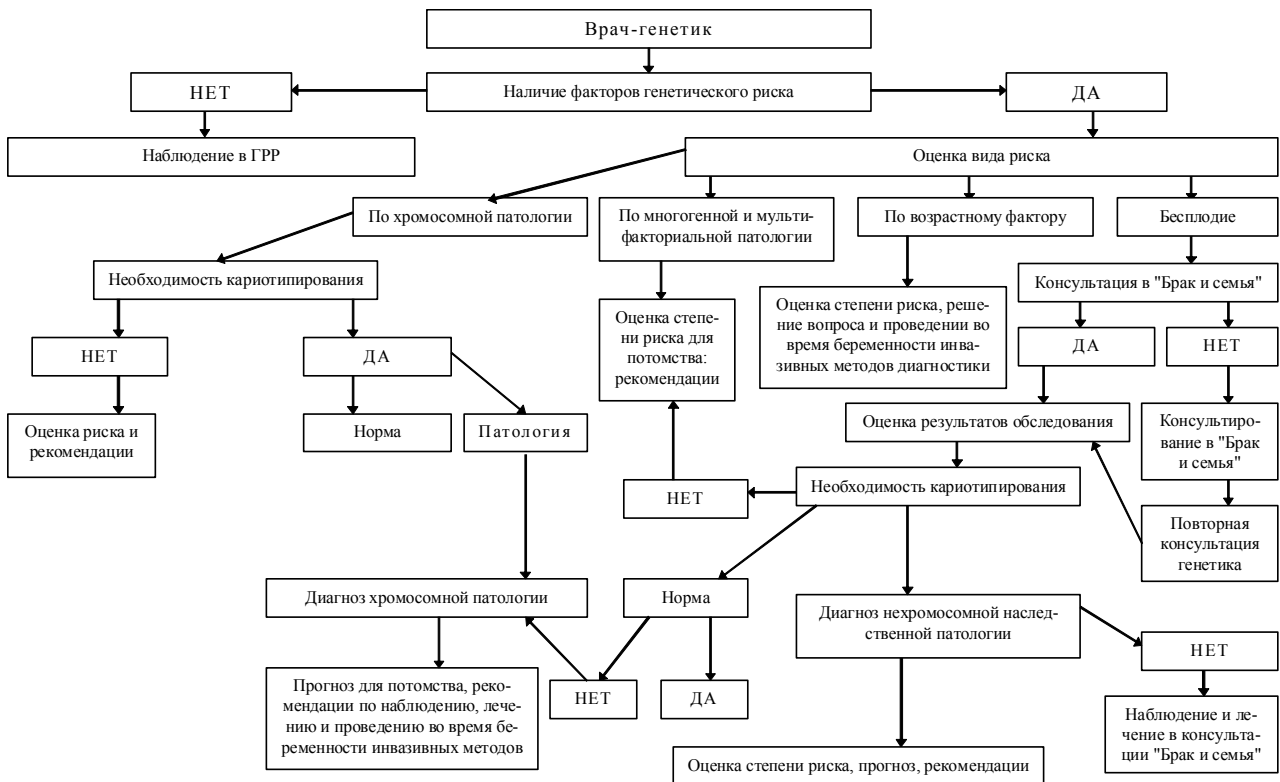 Врач-генетик
НЕТ
Наличие факторов генетического риска
ДА
Наблюдение в ГРР
Оценка вида риска
По хромосомной патологии
По многогенной и мульти-
факториальной патологии
По возрастному фактору
Бесплодие
Необходимость кариотипирования
Консультация в "Брак и семья"
Оценка степе-
ни риска для
потомства:
рекомендации
Оценка степени риска, реше-
ние вопроса и проведении во
время беременности инва-
зивных методов диагностики
НЕТ
ДА
ДА
НЕТ
Оценка риска и
рекомендации
Норма
Патология
Оценка результатов обследования
Консультиро-
вание в "Брак
и семья"
НЕТ
Необходимость кариотипирования
Повторная
консультация
генетика
Диагноз хромосомной патологии
Норма
Диагноз нехромосомной наслед-
ственной патологии
НЕТ
Прогноз для потомства, реко-
мендации по наблюдению, лече-
нию и проведению во время бе-
ременности инвазивных методов
НЕТ
ДА
Наблюдение и ле-
чение в консульта-
ции "Брак и семья"
Оценка степени риска, прогноз, рекомендации